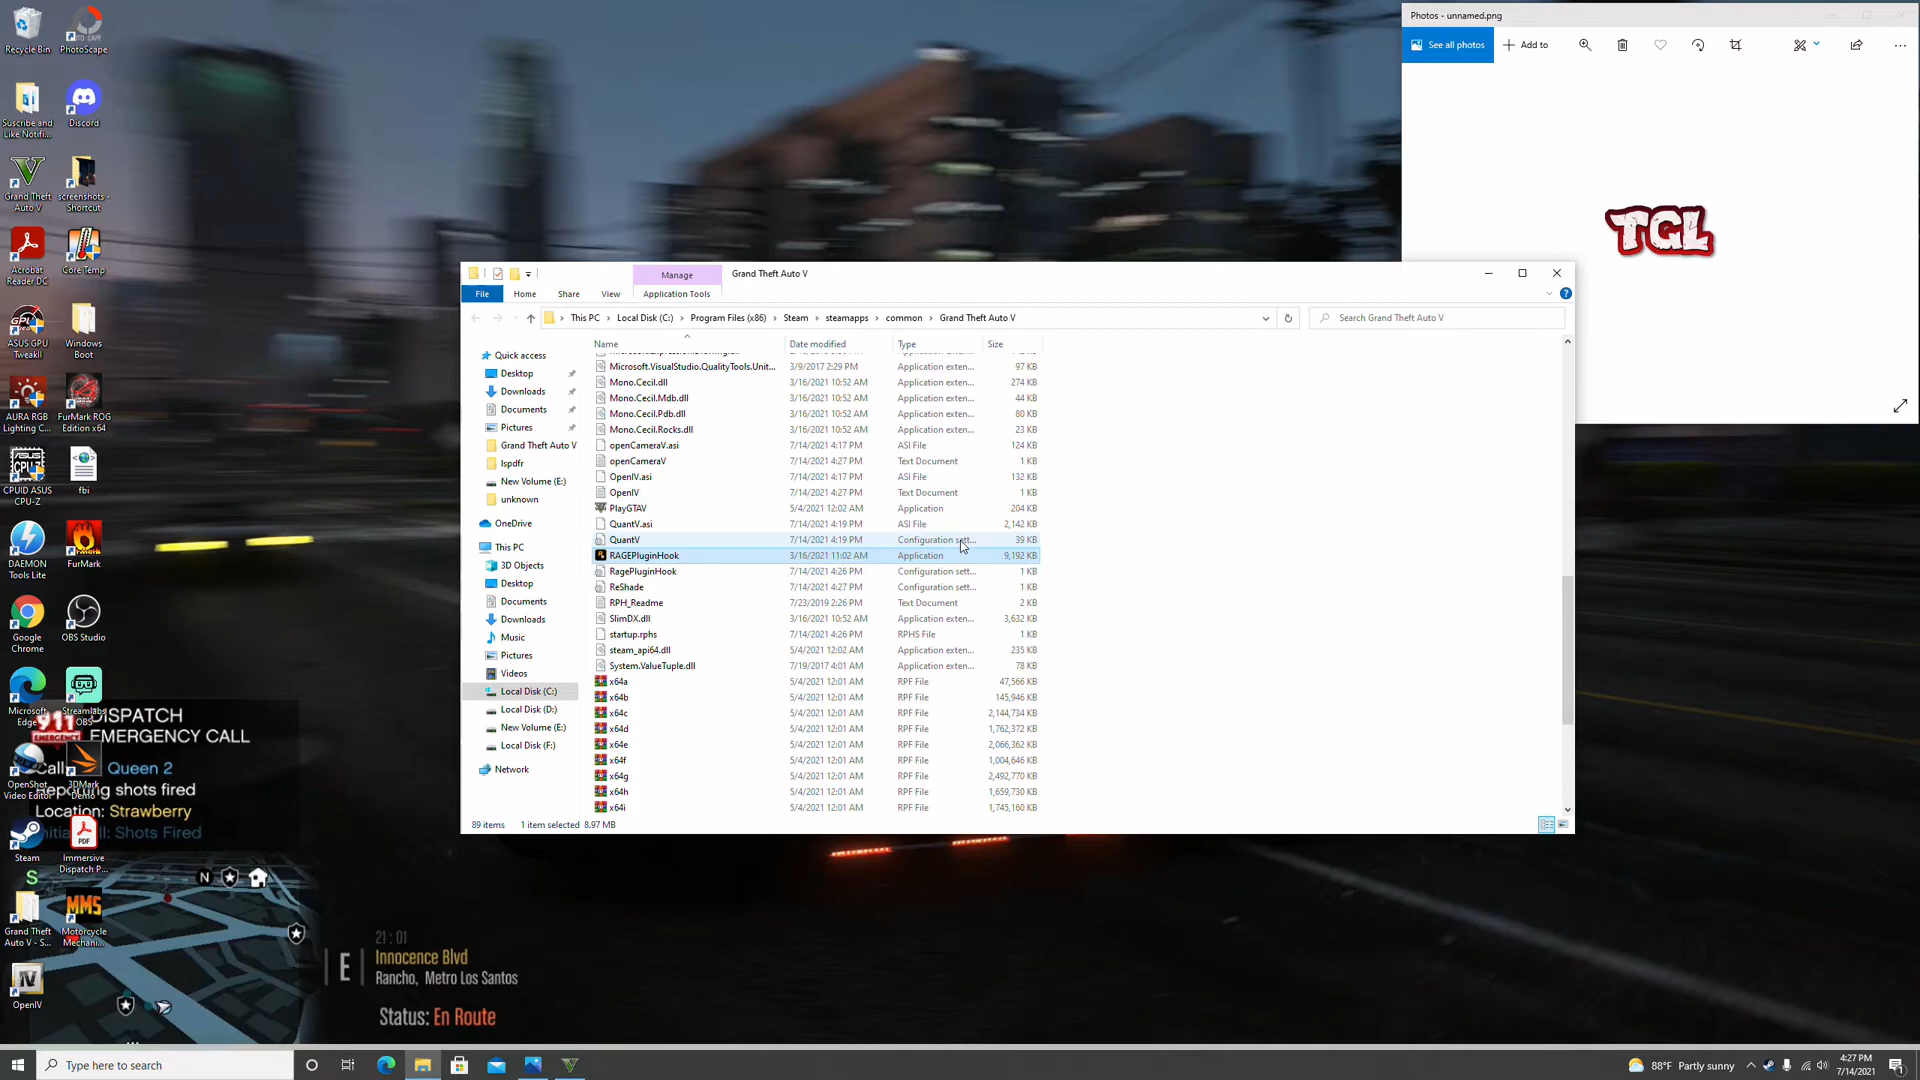 Recycle Bin
PhotoScape
Suscribe and
Like Notifi...
Discord
Grand Theft
Auto V
screenshots -
Shortcut
Acrobat
Reader DC
Core Temp
ASUS GPU
TweakII
Windows
Boot
AURA RGB
Lighting C...
FurMark ROG
Edition x64
CPUID ASUS
CPU-Z
fbi
DAEMON
Tools Lite
FurMark
Google
Chrome
OBS Studio
Microsoft
Edge
Streamlabs
OBS
OpenShot
Video Editor
3DMark
Demo
Steam
Immersive
Dispatch P...
Grand Theft
Auto V - S...
Motorcycle
Mechani...
OpenIV
911
EMERGENCY
DISPATCH
EMERGENCY CALL
Queen 2
Reporting shots fired
Location: Strawberry
Shots Fired
MMS
N
S
E
21 : 01
Innocence Blvd
Rancho, Metro Los Santos
Status: En Route
Photos - unnamed.png
See all photos
Add to
TGL
Manage
Grand Theft Auto V
File
Home
Share
View
Application Tools
This PC > Local Disk (C:) > Program Files (x86) > Steam > steamapps > common > Grand Theft Auto V
Search Grand Theft Auto V
Quick access
Desktop
Downloads
Documents
Pictures
Grand Theft Auto V
lspdfr
New Volume (E:)
unknown
OneDrive
This PC
3D Objects
Desktop
Documents
Downloads
Music
Pictures
Videos
Local Disk (C:)
Local Disk (D:)
New Volume (E:)
Local Disk (F:)
Network
Name Date modified Type Size
Microsoft.VisualStudio.QualityTools.Unit... 3/9/2017 2:29 PM Application exten... 97 KB
Mono.Cecil.dll 3/16/2021 10:52 AM Application exten... 274 KB
Mono.Cecil.Mdb.dll 3/16/2021 10:52 AM Application exten... 44 KB
Mono.Cecil.Pdb.dll 3/16/2021 10:52 AM Application exten... 80 KB
Mono.Cecil.Rocks.dll 3/16/2021 10:52 AM Application exten... 23 KB
openCameraV.asi 7/14/2021 4:17 PM ASI File 124 KB
openCameraV 7/14/2021 4:27 PM Text Document 1 KB
OpenIV.asi 7/14/2021 4:17 PM ASI File 132 KB
OpenIV 7/14/2021 4:27 PM Text Document 1 KB
PlayGTAV 7/14/2021 4:27 PM Application 204 KB
QuantV.asi 7/14/2021 4:19 PM ASI File 2,142 KB
QuantV 7/14/2021 4:19 PM Configuration sett... 39 KB
RAGEPluginHook 3/16/2021 11:02 AM Application 9,192 KB
RagePluginHook 7/14/2021 4:26 PM Configuration sett... 1 KB
ReShade 7/14/2021 4:27 PM Configuration sett... 1 KB
RPH_Readme 7/23/2019 2:26 PM Text Document 2 KB
SlimDX.dll 3/16/2021 10:52 AM Application exten... 3,632 KB
startup.rphs 7/14/2021 4:26 PM RPHS File 1 KB
steam_api64.dll 5/4/2021 12:02 AM Application exten... 235 KB
System.ValueTuple.dll 7/19/2017 4:01 AM Application exten... 78 KB
x64a 5/4/2021 12:01 AM RPF File 47,566 KB
x64b 5/4/2021 12:01 AM RPF File 145,946 KB
x64c 5/4/2021 12:01 AM RPF File 2,144,734 KB
x64d 5/4/2021 12:01 AM RPF File 1,762,372 KB
x64e 5/4/2021 12:01 AM RPF File 2,066,362 KB
x64f 5/4/2021 12:01 AM RPF File 1,004,646 KB
x64g 5/4/2021 12:01 AM RPF File 2,492,770 KB
x64h 5/4/2021 12:01 AM RPF File 1,659,730 KB
x64i 5/4/2021 12:01 AM RPF File 1,745,160 KB
89 items 1 item selected 8.97 MB
Type here to search
88°F Partly sunny
4:27 PM
7/14/2021